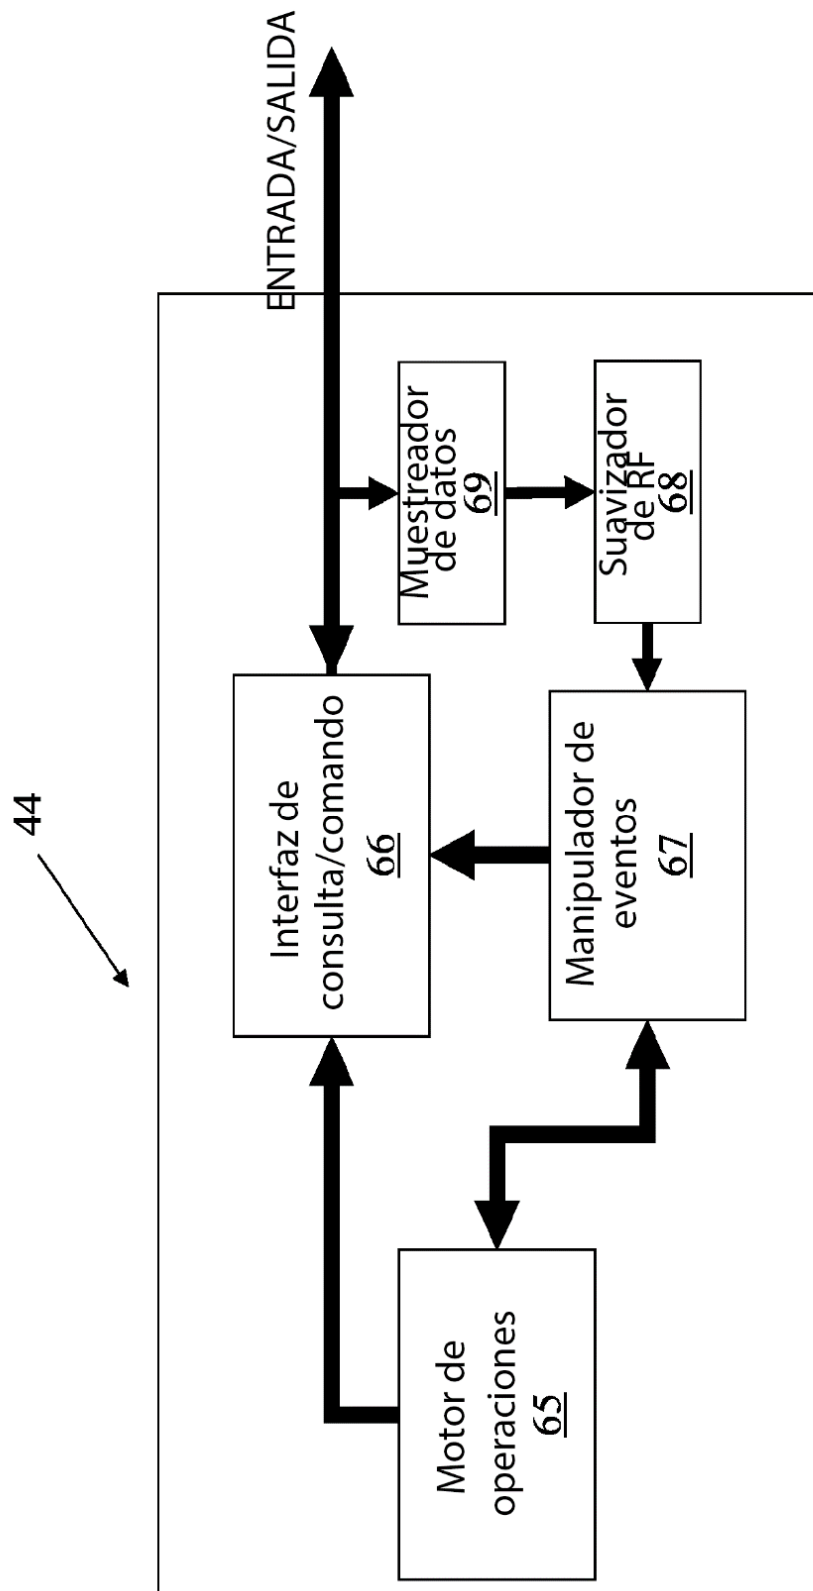 44
ENTRADA/SALIDA
Interfaz de
consulta/comando
66
Muestreador
de datos
69
Motor de
operaciones
65
Manipulador de
eventos
67
Suavizador
de RF
68